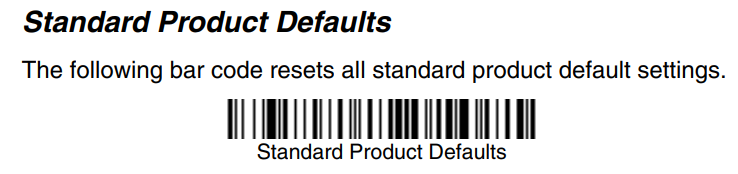 Standard Product Defaults
The following bar code resets all standard product default settings.
Standard Product Defaults